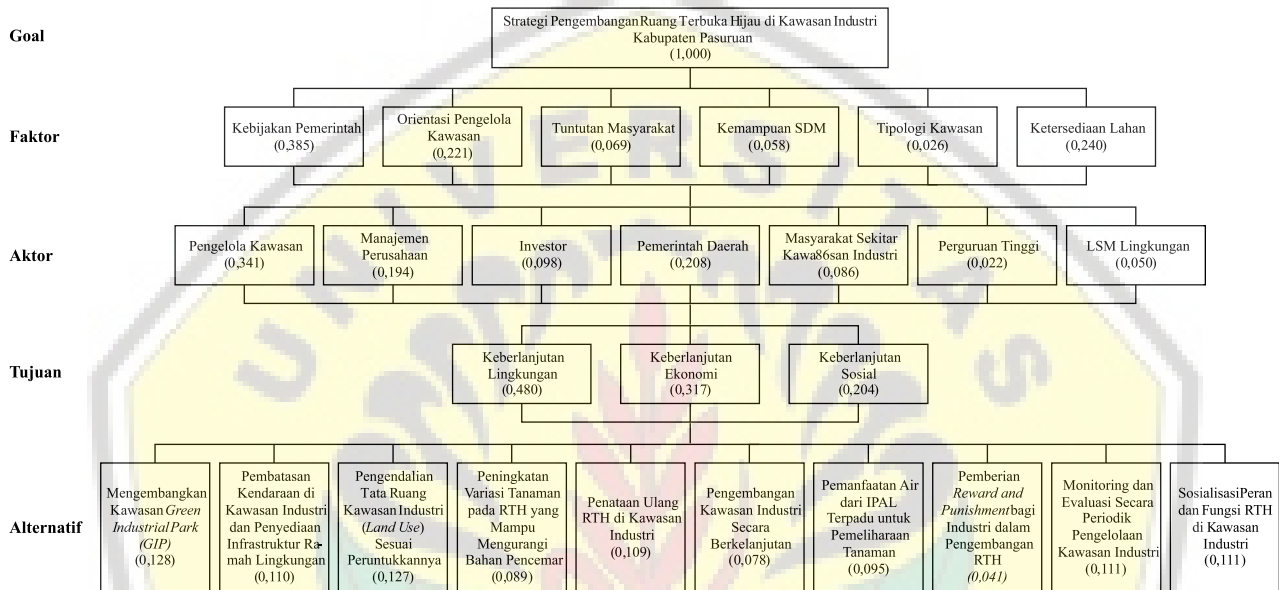 Goal
Strategi Pengembangan Ruang Terbuka Hijau di Kawasan Industri
Kabupaten Pasuruan
(1,000)
Faktor
Kebijakan Pemerintah
(0,385)
Orientasi Pengelola
Kawasan
(0,221)
Tuntutan Masyarakat
(0,069)
Kemampuan SDM
(0,058)
Tipologi Kawasan
(0,026)
Ketersediaan Lahan
(0,240)
Aktor
Pengelola Kawasan
(0,341)
Manajemen
Perusahaan
(0,194)
Investor
(0,098)
Pemerintah Daerah
(0,208)
Masyarakat Sekitar
Kawa86san Industri
(0,086)
Perguruan Tinggi
(0,022)
LSM Lingkungan
(0,050)
Tujuan
Keberlanjutan
Lingkungan
(0,480)
Keberlanjutan
Ekonomi
(0,317)
Keberlanjutan
Sosial
(0,204)
Alternatif
Mengembangkan
Kawasan Green
Industrial Park
(GIP)
(0,128)
Pembatasan
Kendaraan di
Kawasan Industri
dan Penyediaan
Infrastruktur Ra-
mah Lingkungan
(0,110)
Pengendalian
Tata Ruang
Kawasan Industri
(Land Use)
Sesuai
Peruntukkannya
(0,127)
Peningkatan
Variasi Tanaman
pada RTH yang
Mampu
Mengurangi
Bahan Pencemar
(0,089)
Penataan Ulang
RTH di Kawasan
Industri
(0,109)
Pengembangan
Kawasan Industri
Secara
Berkelanjutan
(0,078)
Pemanfaatan Air
dari IPAL
Terpadu untuk
Pemeliharaan
Tanaman
(0,095)
Pemberian
Reward and
Punishment bagi
Industri dalam
Pengembangan
RTH
(0,041)
Monitoring dan
Evaluasi Secara
Periodik
Pengelolaan
Kawasan Industri
(0,111)
Sosialisasi Peran
dan Fungsi RTH
di Kawasan
Industri
(0,111)
UNIVERSITAS